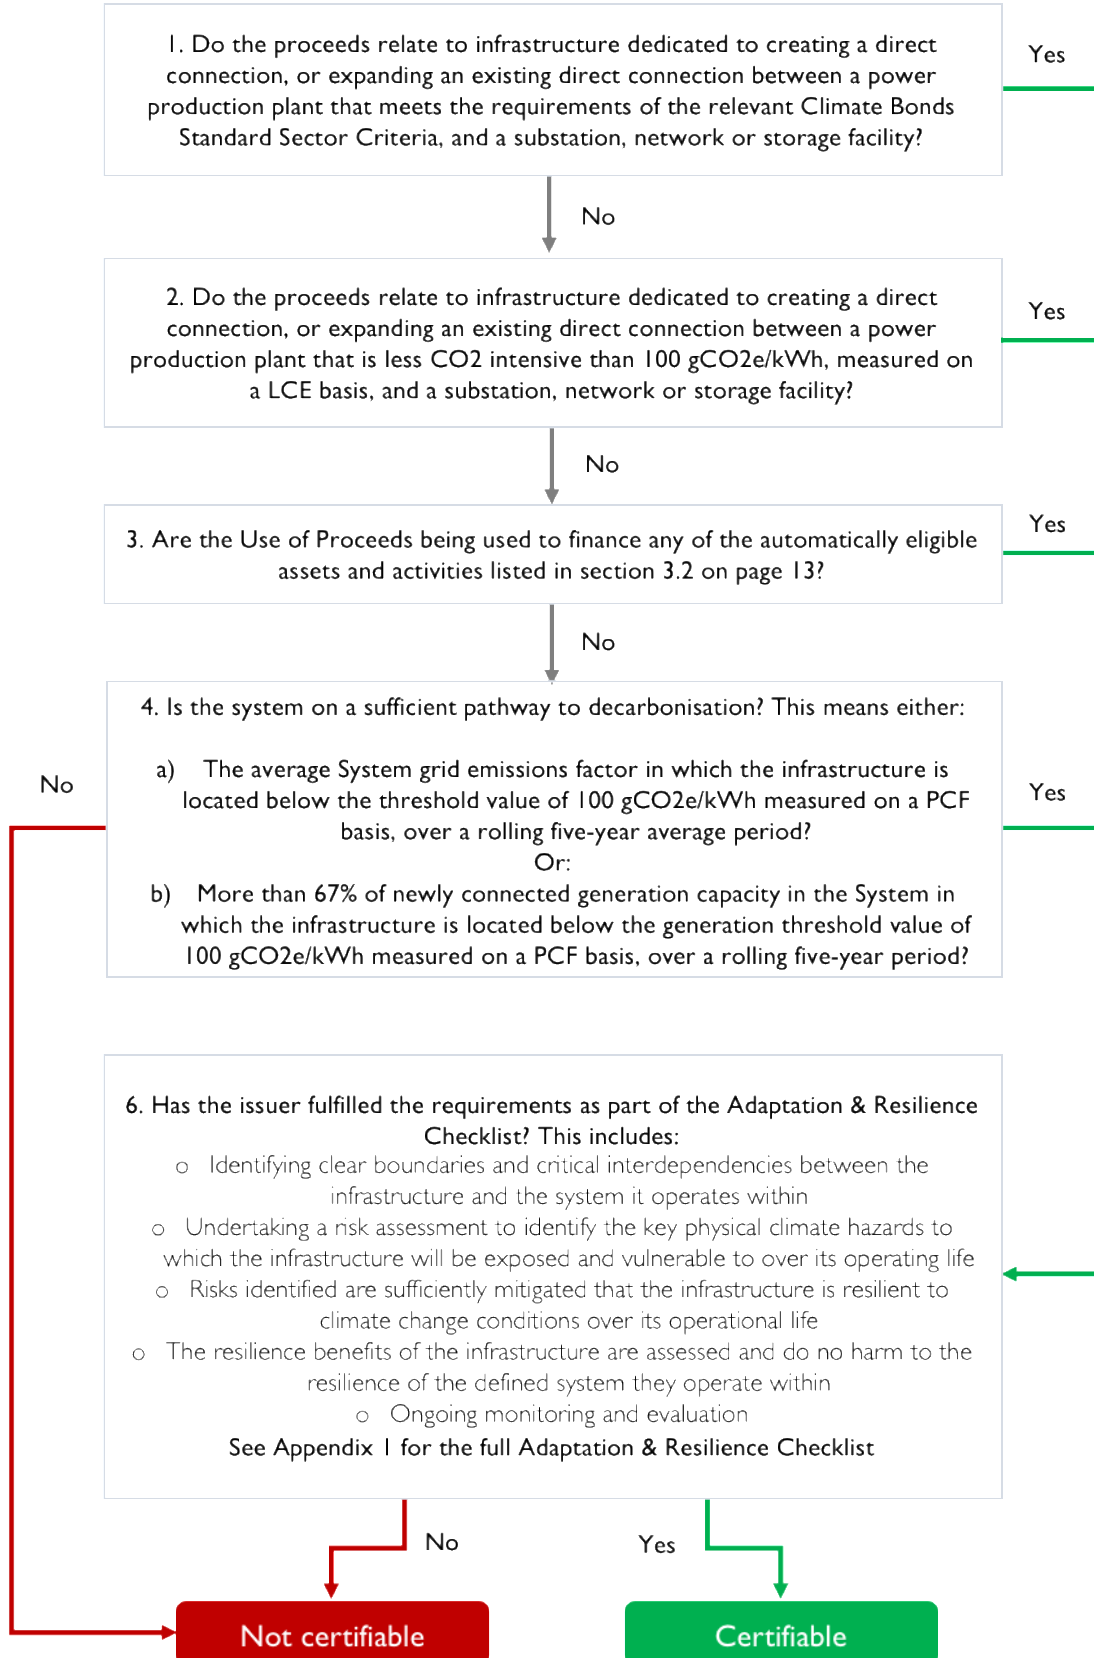 1. Do the proceeds relate to infrastructure dedicated to creating a direct
connection, or expanding an existing direct connection between a power
production plant that meets the requirements of the relevant Climate Bonds
Standard Sector Criteria, and a substation, network or storage facility?
Yes
No
2. Do the proceeds relate to infrastructure dedicated to creating a direct
connection, or expanding an existing direct connection between a power
production plant that is less CO2 intensive than 100 gCO2e/kWh, measured on
a LCE basis, and a substation, network or storage facility?
Yes
No
3. Are the Use of Proceeds being used to finance any of the automatically eligible
assets and activities listed in section 3.2 on page 13?
Yes
No
4. Is the system on a sufficient pathway to decarbonisation? This means either:
a) The average System grid emissions factor in which the infrastructure is
located below the threshold value of 100 gCO2e/kWh measured on a PCF
basis, over a rolling five-year average period?
Or:
b) More than 67% of newly connected generation capacity in the System in
which the infrastructure is located below the generation threshold value of
100 gCO2e/kWh measured on a PCF basis, over a rolling five-year period?
No
Yes
6. Has the issuer fulfilled the requirements as part of the Adaptation & Resilience
Checklist? This includes:
o Identifying clear boundaries and critical interdependencies between the
infrastructure and the system it operates within
o Undertaking a risk assessment to identify the key physical climate hazards to
which the infrastructure will be exposed and vulnerable to over its operating life
o Risks identified are sufficiently mitigated that the infrastructure is resilient to
climate change conditions over its operational life
o The resilience benefits of the infrastructure are assessed and do no harm to the
resilience of the defined system they operate within
o Ongoing monitoring and evaluation
See Appendix 1 for the full Adaptation & Resilience Checklist
No
Yes
Not certifiable
Certifiable